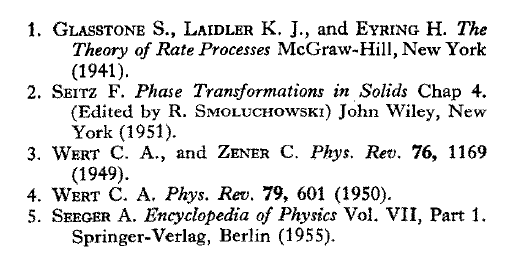 1. GLASSTONE S., LAIDLER K. J., and EYRING H. The
Theory of Rate Processes McGraw-Hill, New York
(1941).
2. SEITZ F. Phase Transformations in Solids Chap 4.
(Edited by R. SMOLUCHOWSKI) John Wiley, New
York (1951).
3. WERT C. A., and ZENER C. Phys. Rev. 76, 1169
(1949).
4. WERT C. A. Phys. Rev. 79, 601 (1950).
5. SEEGER A. Encyclopedia of Physics Vol. VII, Part 1.
Springer-Verlag, Berlin (1955).